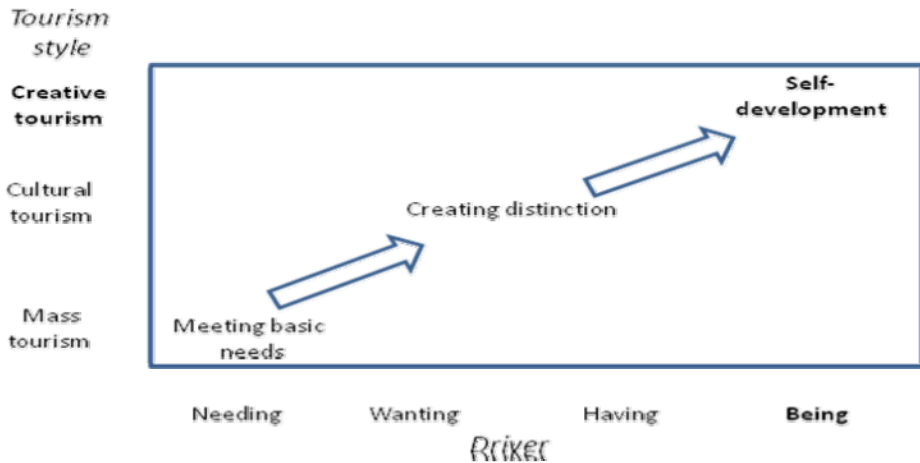 Tourism
style
Creative
tourism
Self-
development
Cultural
tourism
Creating distinction
Mass
tourism
Meeting basic
needs
Needing Wanting Having Being